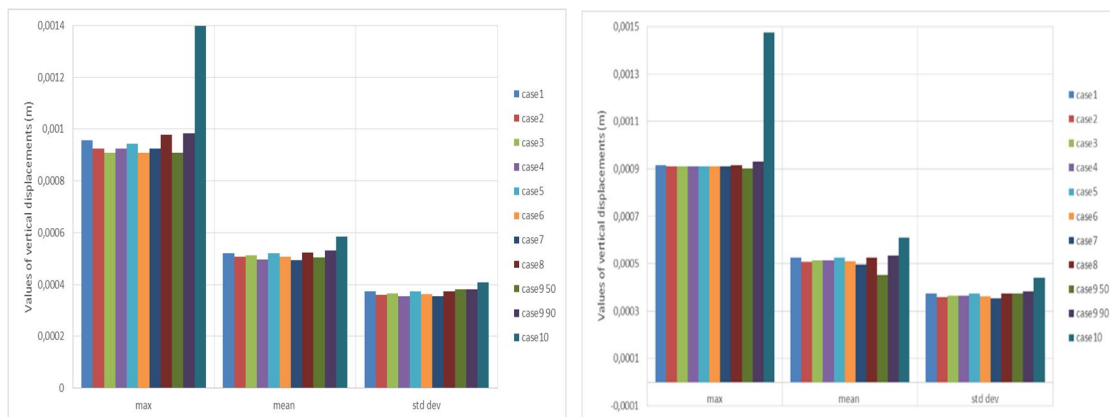 0,0014
0,0012
0,001
0,0008
0,0006
0,0004
0,0002
0
Values of vertical displacements (m)
max
mean
std dev
case1
case2
case3
case4
case5
case6
case7
case8
case9 50
case9 90
case10
0,0015
0,0013
0,0011
0,0009
0,0007
0,0005
0,0003
0,0001
-0,0001
Values of vertical displacements (m)
max
mean
std dev
case1
case2
case3
case4
case5
case6
case7
case8
case9 50
case9 90
case10